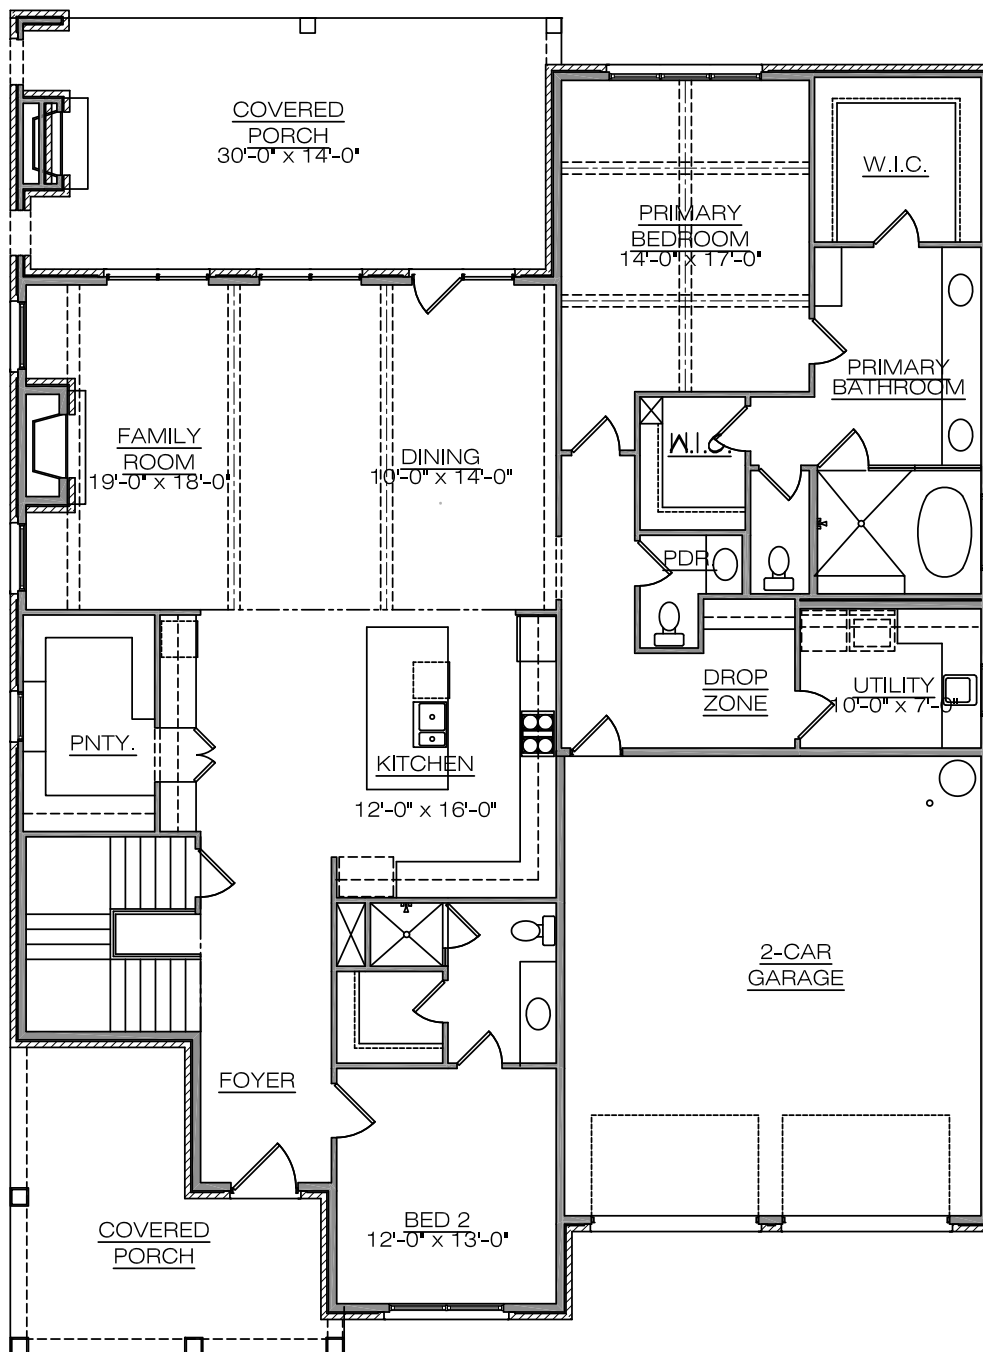 COVERED
PORCH
30'-0" x 14'-0"
W.I.C.
PRIMARY
BEDROOM
14'-0" x 17'-0"
PRIMARY
BATHROOM
FAMILY
ROOM
19'-0" x 18'-0"
DINING
10'-0" x 14'-0"
W.I.C.
PDR.
DROP
ZONE
UTILITY
10'-0" x 7'-0"
PNTY.
KITCHEN
12'-0" x 16'-0"
2-CAR
GARAGE
FOYER
BED 2
12'-0" x 13'-0"
COVERED
PORCH